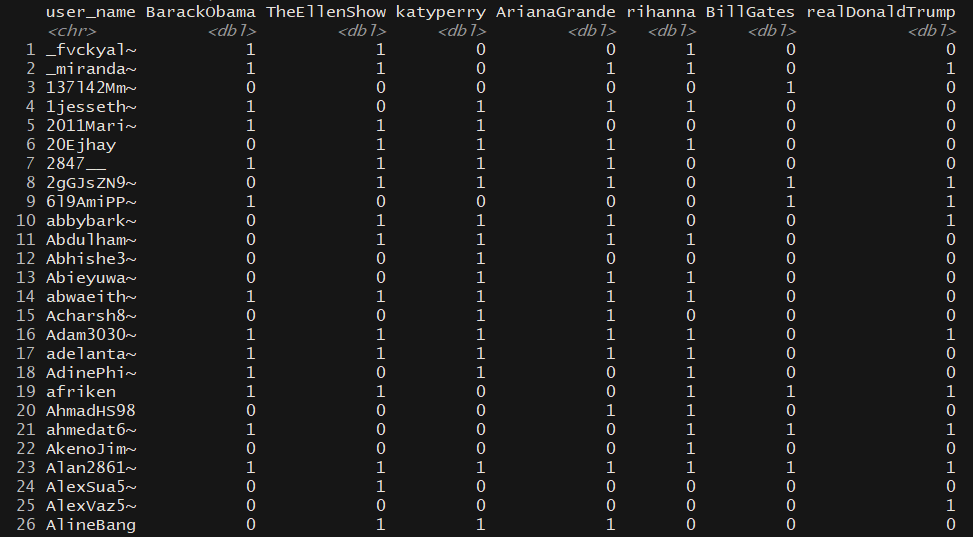 user_name BarackObama TheEllenShow katyperry ArianaGrande rihanna BillGates realDonaldTrump
<chr> <dbl> <dbl> <dbl> <dbl> <dbl> <dbl> <dbl>
1 _fvckyal~ 1 1 0 0 1 0 0
2 _miranda~ 1 1 0 1 1 0 1
3 137l42Mm~ 0 0 0 0 0 1 0
4 1jesseth~ 1 0 1 1 1 0 0
5 2011Mari~ 1 1 1 0 0 0 0
6 20Ejhay 0 1 1 1 1 0 0
7 2847__ 1 1 1 1 0 0 0
8 2gGJsZN9~ 0 1 1 1 0 1 1
9 6l9AmiPP~ 1 0 0 0 0 1 1
10 abbybark~ 0 1 1 1 0 0 1
11 Abdulham~ 0 1 1 1 1 0 0
12 Abhishe3~ 0 0 1 0 0 0 0
13 Abieyuwa~ 0 0 1 1 1 0 0
14 abwaeith~ 1 1 1 1 1 0 0
15 Acharsh8~ 0 0 1 1 0 0 0
16 Adam3030~ 1 1 1 1 1 0 1
17 adelanta~ 1 1 1 1 1 0 0
18 AdinePhi~ 1 0 1 0 1 0 0
19 afriken 1 1 0 0 1 1 1
20 AhmadHS98 0 0 0 1 1 0 0
21 ahmedat6~ 1 0 0 0 1 1 1
22 AkenoJim~ 0 0 0 0 1 0 0
23 Alan2861~ 1 1 1 1 1 1 1
24 AlexSua5~ 0 1 0 0 0 0 0
25 AlexVaz5~ 0 0 0 0 0 0 1
26 AlineBang 0 1 1 1 0 0 0